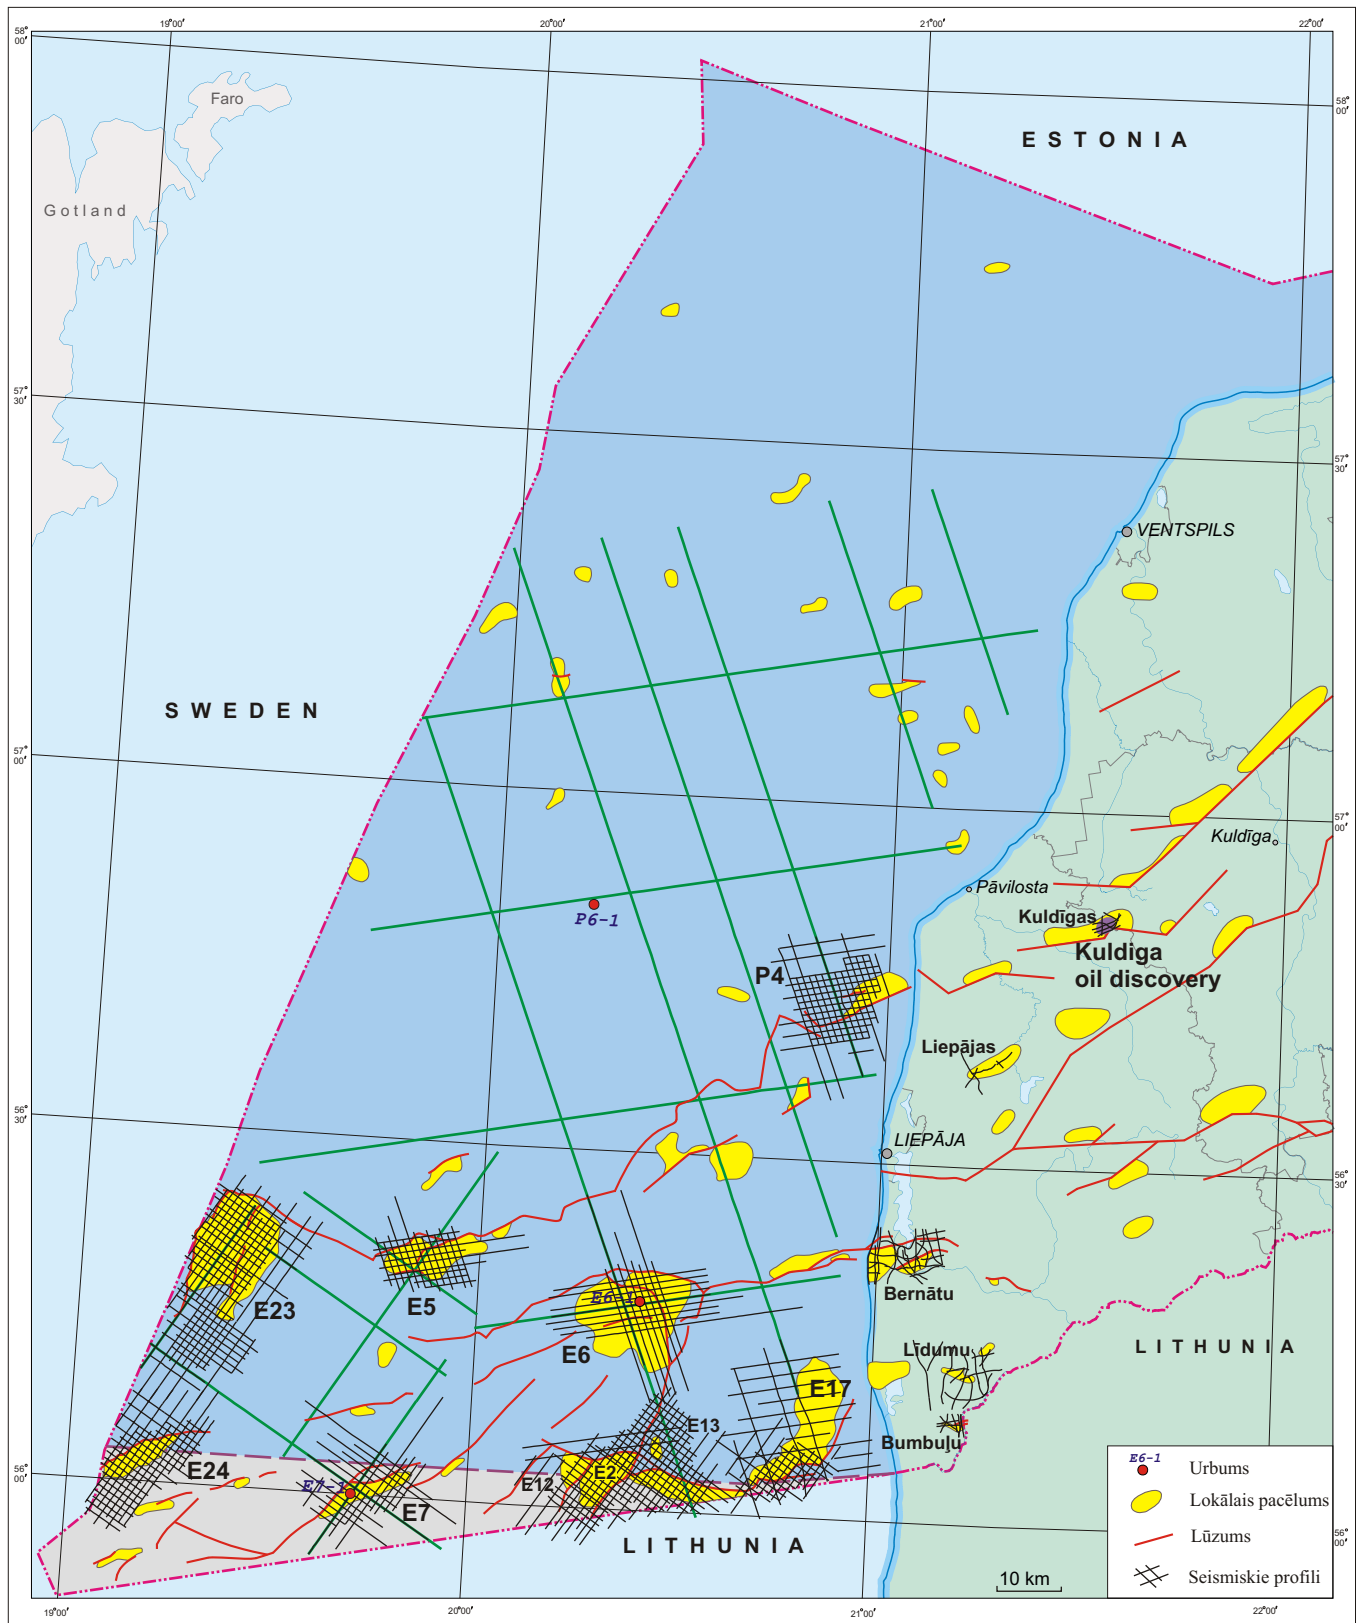 19°00'
20°00'
21°00'
22°00'
58°
00'
58°
00'
Faro
ESTONIA
Gotland
57°
30'
57°
30'
VENTSPILS
SWEDEN
57°
00'
57°
00'
Kuldīga
Pāvilosta
P6-1
Kuldīgas
Kuldiga
oil discovery
P4
Liepājas
56°
30'
LIEPĀJA
56°
30'
E23
E5
E6-1
Bernātu
E6
Līdumu
LITHUNIA
E17
E13
Bumbuļu
E24
56°
00'
E7-1
E12
E2
E7
LITHUNIA
E6-1
Urbums
Lokālais pacēlums
Lūzums
Seismiskie profili
56°
00'
10 km
19°00'
20°00'
21°00'
22°00'